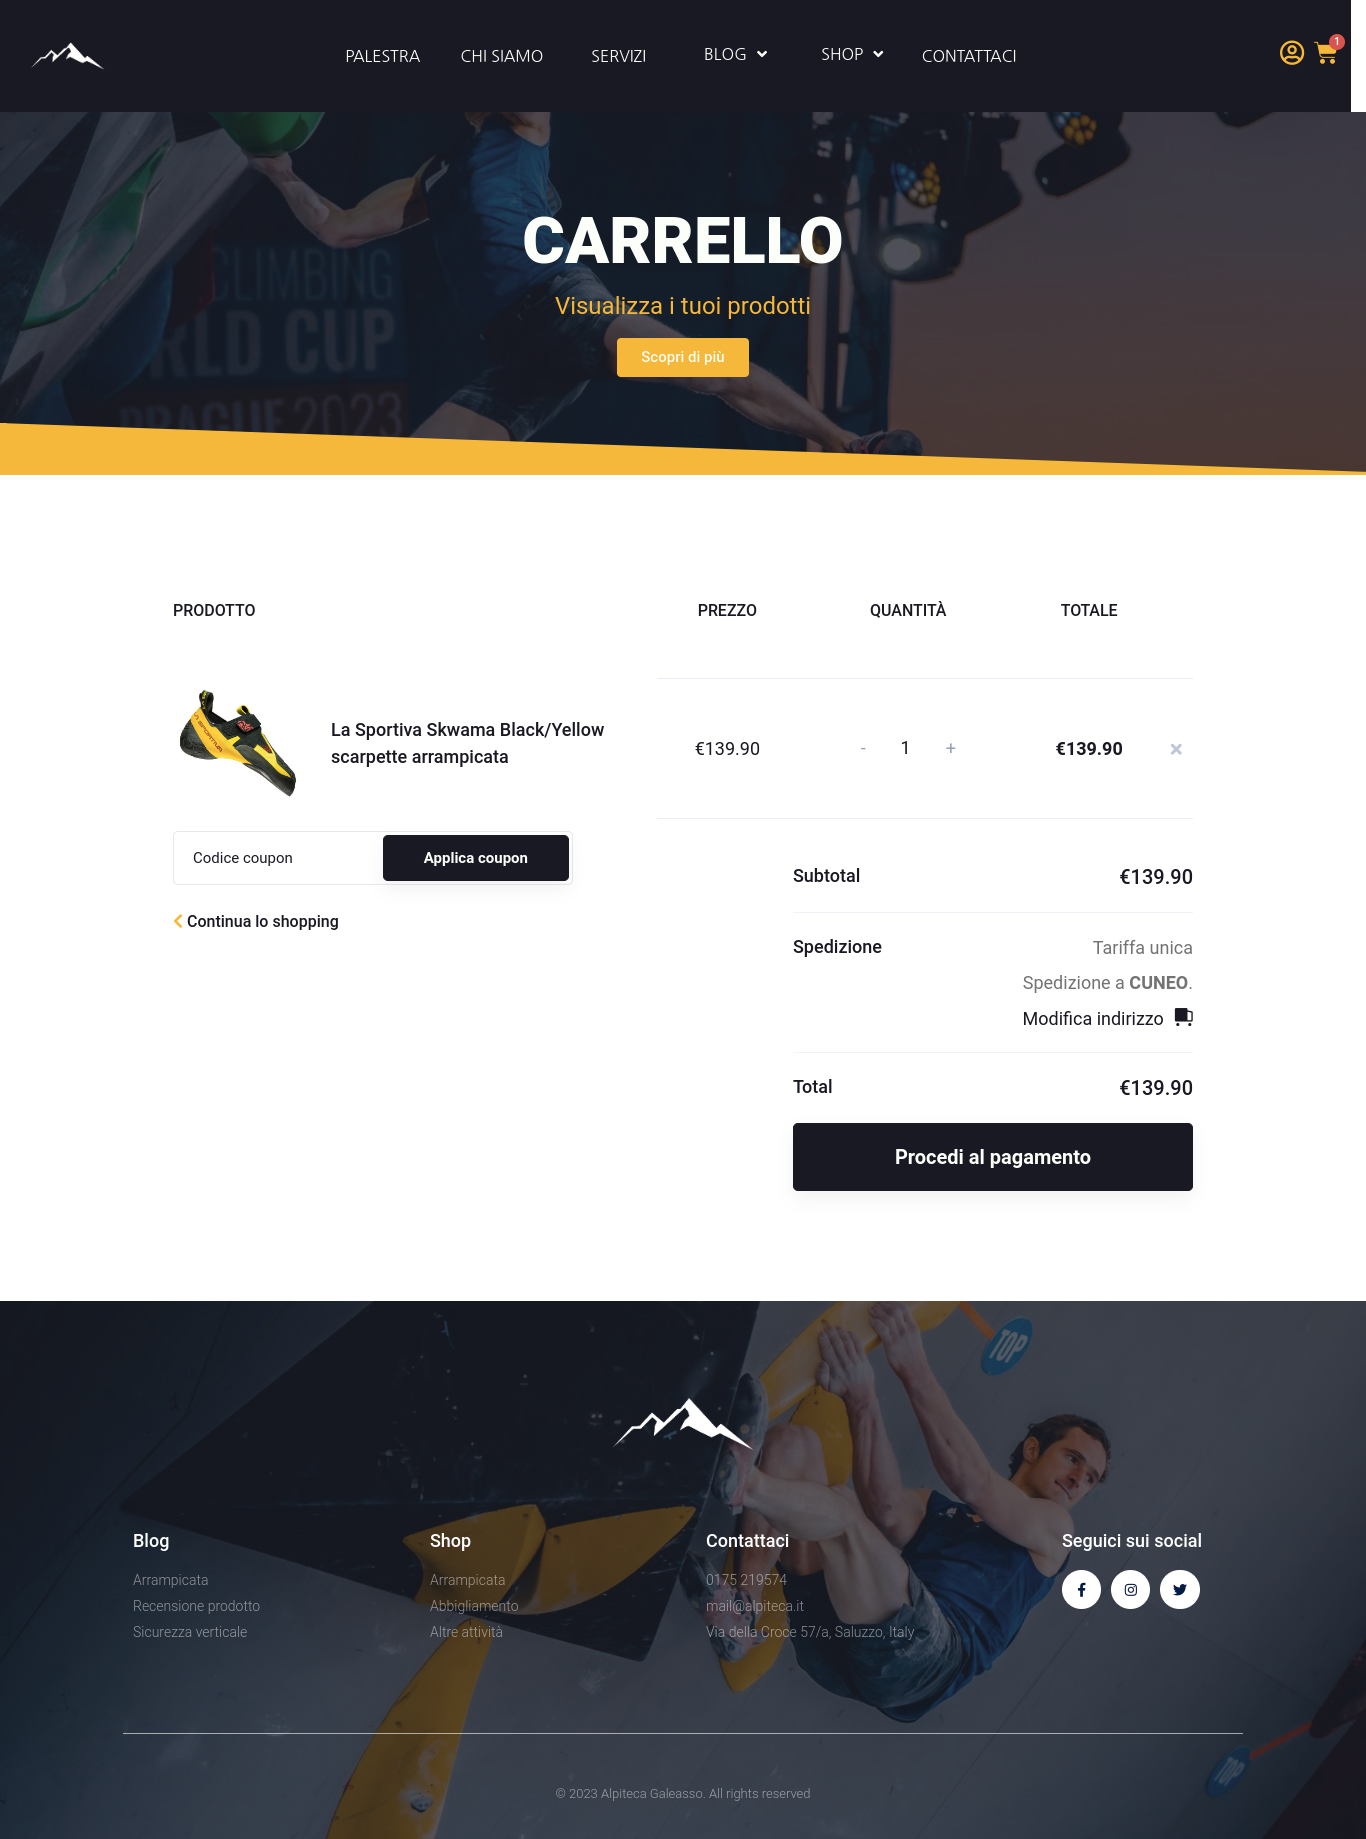 PALESTRA
CHI SIAMO
SERVIZI
BLOG
SHOP
CONTATTACI
1
CLIMBING
RLD CUP
PRAGUE 2023
CARRELLO
Visualizza i tuoi prodotti
Scopri di più
PRODOTTO
PREZZO
QUANTITÀ
TOTALE
La Sportiva Skwama Black/Yellow
scarpette arrampicata
€139.90
- 1 +
€139.90
×
Codice coupon
Applica coupon
Continua lo shopping
Subtotal
€139.90
Spedizione
Tariffa unica
Spedizione a CUNEO.
Modifica indirizzo
Total
€139.90
Procedi al pagamento
TOP
Blog
Arrampicata
Recensione prodotto
Sicurezza verticale
Shop
Arrampicata
Abbigliamento
Altre attività
Contattaci
0175 219574
mail@alpiteca.it
Via della Croce 57/a, Saluzzo, Italy
Seguici sui social
© 2023 Alpiteca Galeasso. All rights reserved